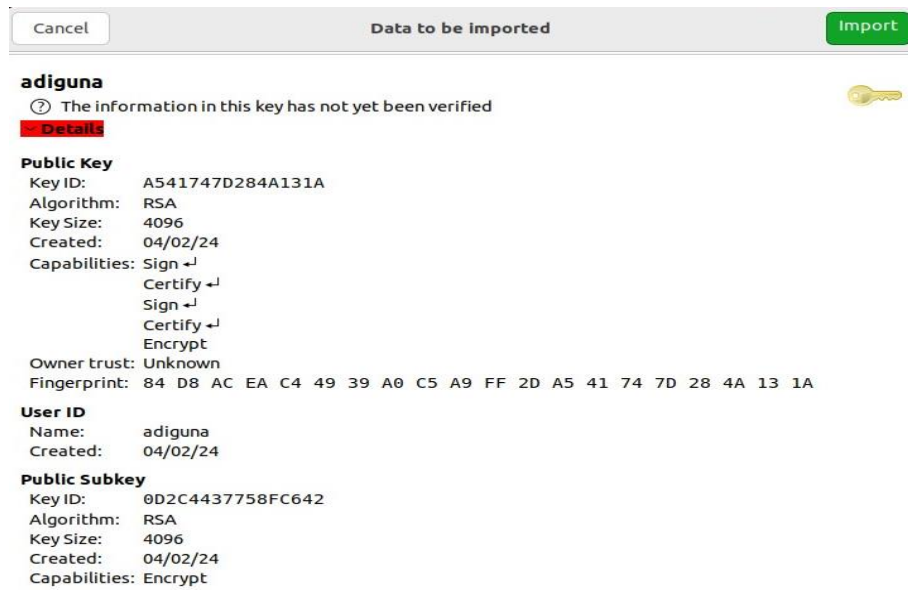 Cancel Data to be imported Import
adiguna
? The information in this key has not yet been verified
Details
Public Key
Key ID: A541747D284A131A
Algorithm: RSA
Key Size: 4096
Created: 04/02/24
Capabilities: Sign ↵
Certify ↵
Sign ↵
Certify ↵
Encrypt
Owner trust: Unknown
Fingerprint: 84 D8 AC EA C4 49 39 A0 C5 A9 FF 2D A5 41 74 7D 28 4A 13 1A
User ID
Name: adiguna
Created: 04/02/24
Public Subkey
Key ID: 0D2C4437758FC642
Algorithm: RSA
Key Size: 4096
Created: 04/02/24
Capabilities: Encrypt